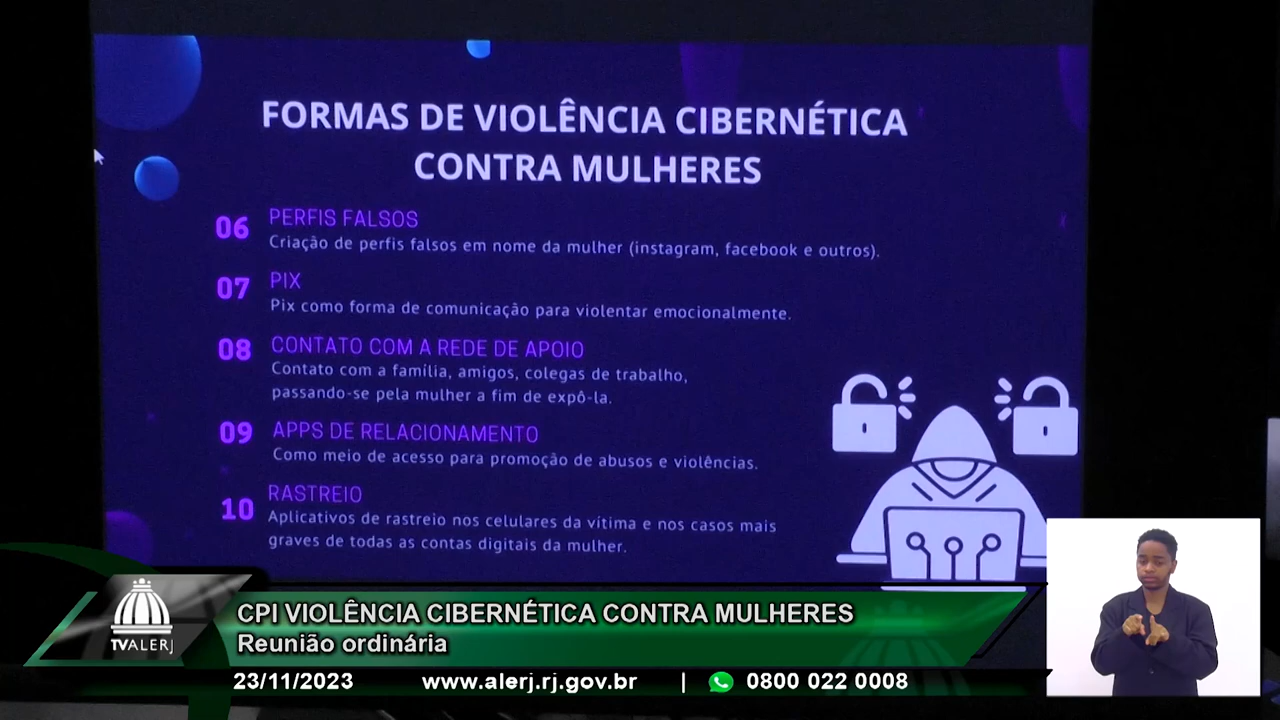 FORMAS DE VIOLÊNCIA CIBERNÉTICA
CONTRA MULHERES
06 PERFIS FALSOS
Criação de perfis falsos em nome da mulher (instagram, facebook e outros).
07 PIX
Pix como forma de comunicação para violentar emocionalmente.
08 CONTATO COM A REDE DE APOIO
Contato com a família, amigos, colegas de trabalho,
passando-se pela mulher a fim de expô-la.
09 APPS DE RELACIONAMENTO
Como meio de acesso para promoção de abusos e violências.
10 RASTREIO
Aplicativos de rastreio nos celulares da vítima e nos casos mais
graves de todas as contas digitais da mulher.
CPI VIOLÊNCIA CIBERNÉTICA CONTRA MULHERES
Reunião ordinária
TVALERJ
23/11/2023 www.alerj.rj.gov.br | 0800 022 0008